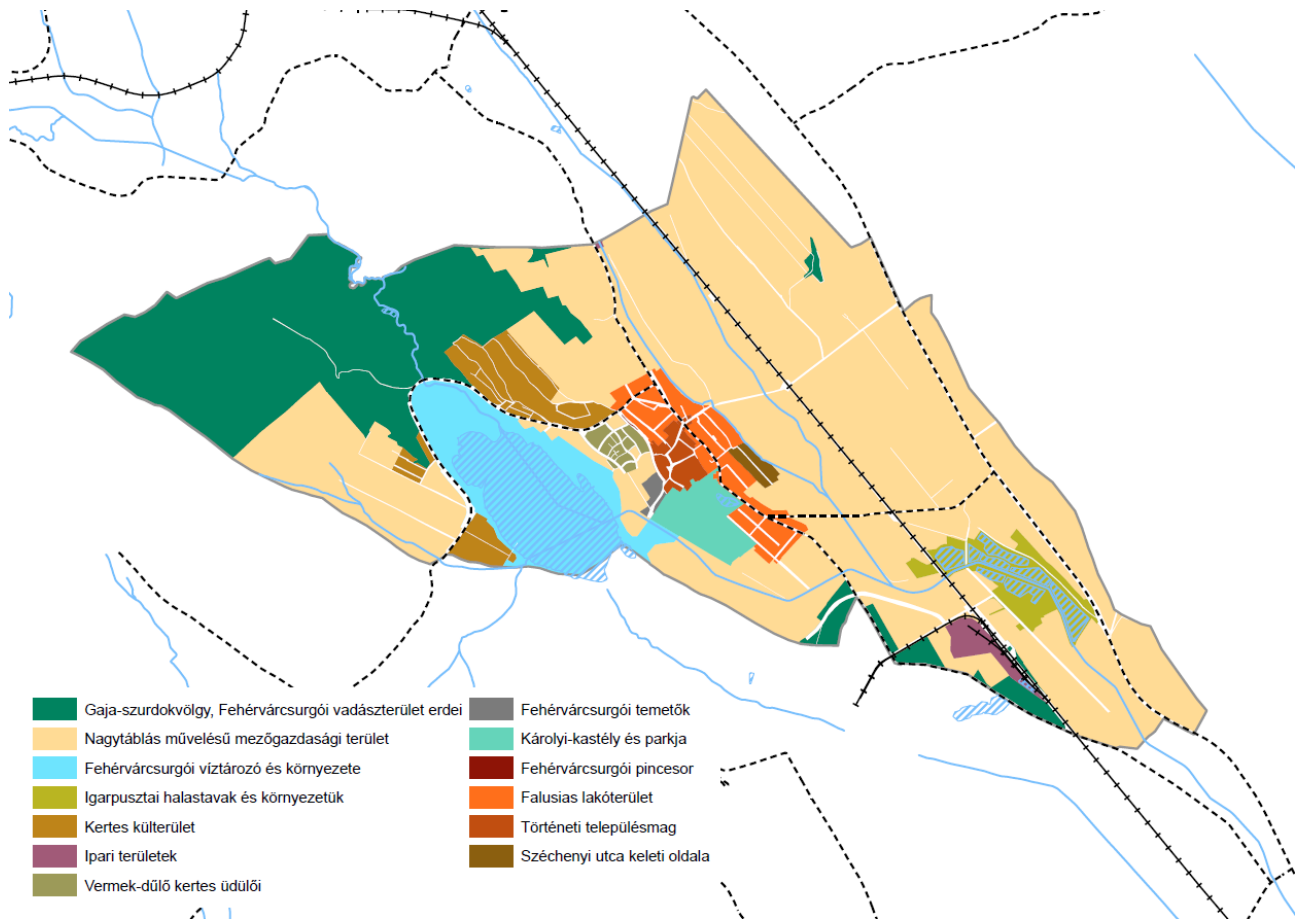 Gaja-szurdokvölgy, Fehérvárcsurgói vadászterület erdei
Nagytáblás művelésű mezőgazdasági terület
Fehérvárcsurgói víztározó és környezete
Igarpusztai halastavak és környezetük
Kertes külterület
Ipari területek
Vermek-dűlő kertes üdülői
Fehérvárcsurgói temetők
Károlyi-kastély és parkja
Fehérvárcsurgói pincesor
Falusias lakóterület
Történeti településmag
Széchenyi utca keleti oldala